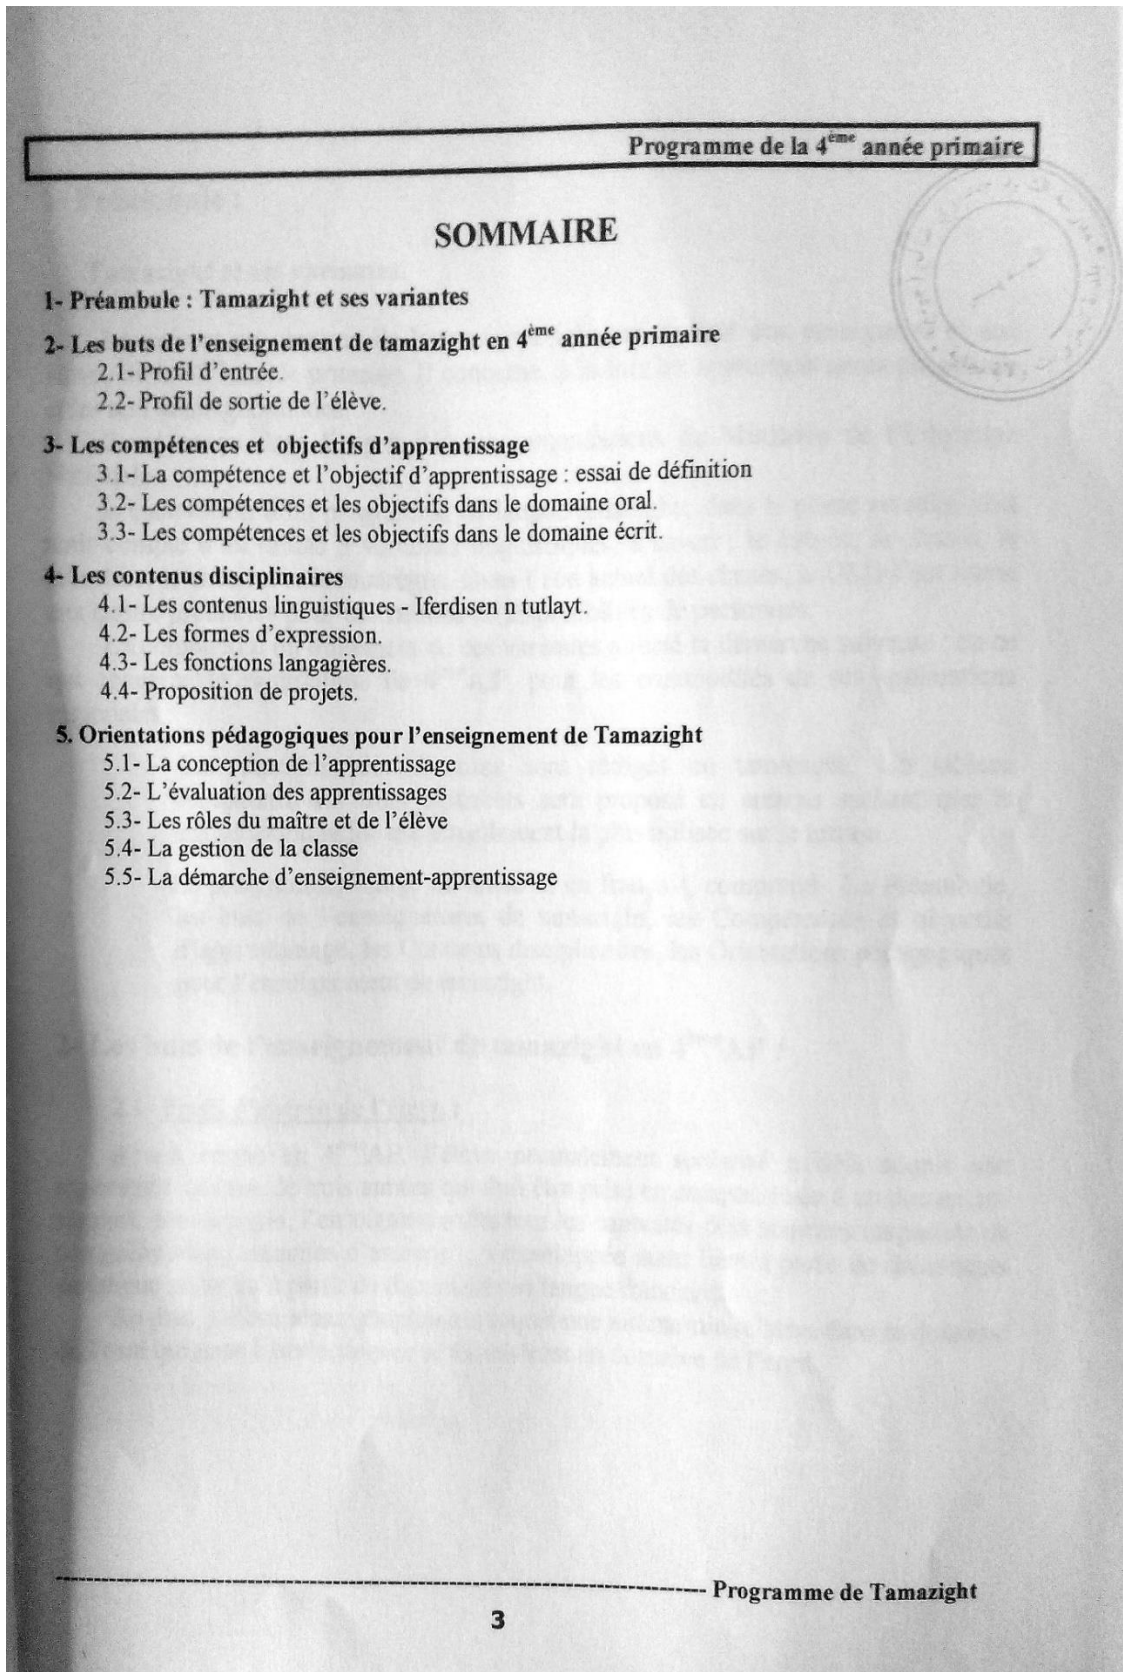 Programme de la 4ème année primaire
SOMMAIRE
1- Préambule : Tamazight et ses variantes
2- Les buts de l'enseignement de tamazight en 4ème année primaire
2.1- Profil d'entrée.
2.2- Profil de sortie de l'élève.
3- Les compétences et objectifs d'apprentissage
3.1- La compétence et l'objectif d'apprentissage : essai de définition
3.2- Les compétences et les objectifs dans le domaine oral.
3.3- Les compétences et les objectifs dans le domaine écrit.
4- Les contenus disciplinaires
4.1- Les contenus linguistiques - Iferdisen n tutlayt.
4.2- Les formes d'expression.
4.3- Les fonctions langagières.
4.4- Proposition de projets.
5. Orientations pédagogiques pour l'enseignement de Tamazight
5.1- La conception de l'apprentissage
5.2- L'évaluation des apprentissages
5.3- Les rôles du maître et de l'élève
5.4- La gestion de la classe
5.5- La démarche d'enseignement-apprentissage
Programme de Tamazight
3